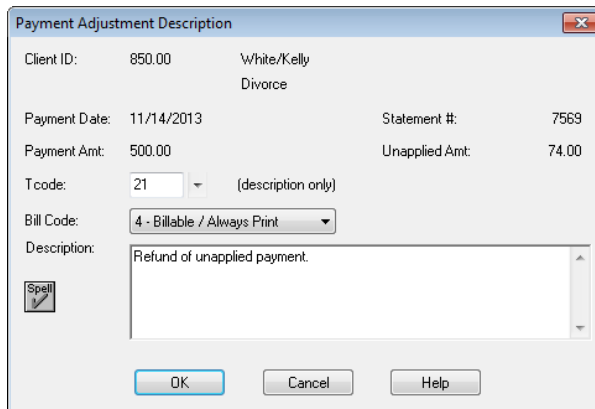 Payment Adjustment Description
Client ID: 850.00 White/Kelly
Divorce
Payment Date: 11/14/2013 Statement #: 7569
Payment Amt: 500.00 Unapplied Amt: 74.00
Tcode: 21 (description only)
Bill Code: 4 - Billable / Always Print
Description: Refund of unapplied payment.
Spell
OK Cancel Help